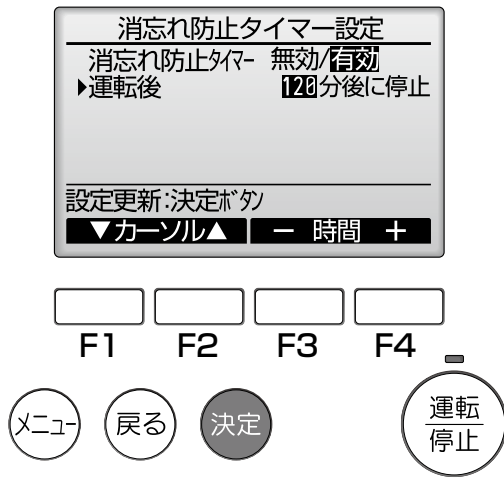 消忘れ防止タイマー設定
消忘れ防止ﾀｲﾏｰ 無効/有効
▶運転後 120分後に停止
設定更新:決定ﾎﾞﾀﾝ
▼カーソル▲ － 時間 ＋
F1 F2 F3 F4
メニュー 戻る 決定 運転
停止